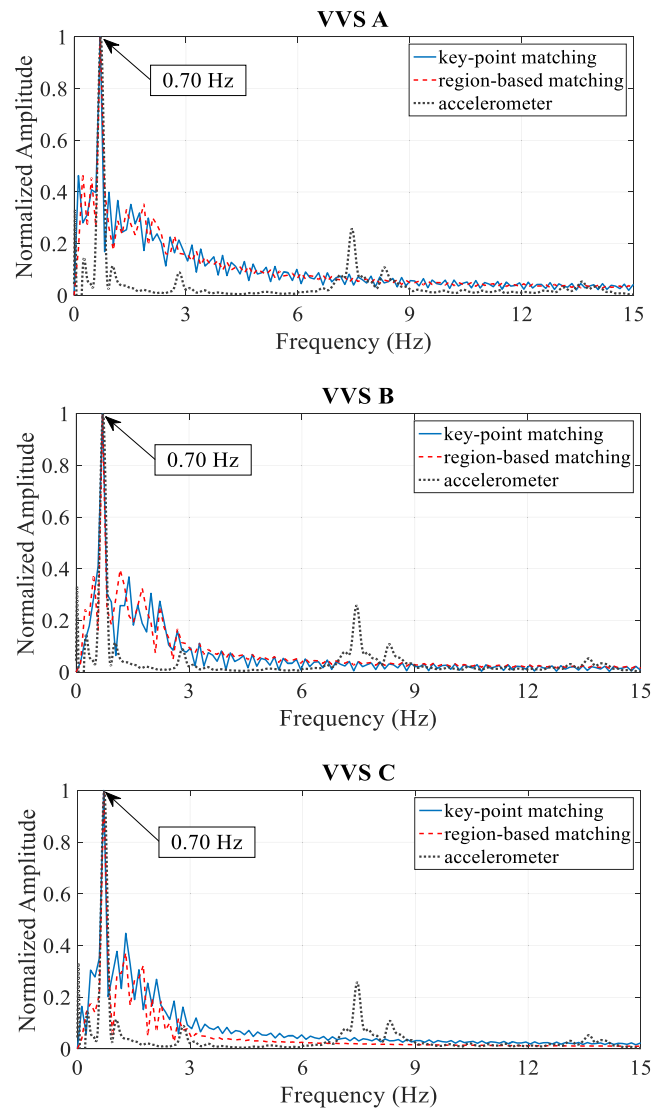 VVS A
key-point matching
region-based matching
accelerometer
0.70 Hz
Normalized Amplitude
1
0.8
0.6
0.4
0.2
0
0 3 6 9 12 15
Frequency (Hz)
VVS B
key-point matching
region-based matching
accelerometer
0.70 Hz
Normalized Amplitude
1
0.8
0.6
0.4
0.2
0
0 3 6 9 12 15
Frequency (Hz)
VVS C
key-point matching
region-based matching
accelerometer
0.70 Hz
Normalized Amplitude
1
0.8
0.6
0.4
0.2
0
0 3 6 9 12 15
Frequency (Hz)